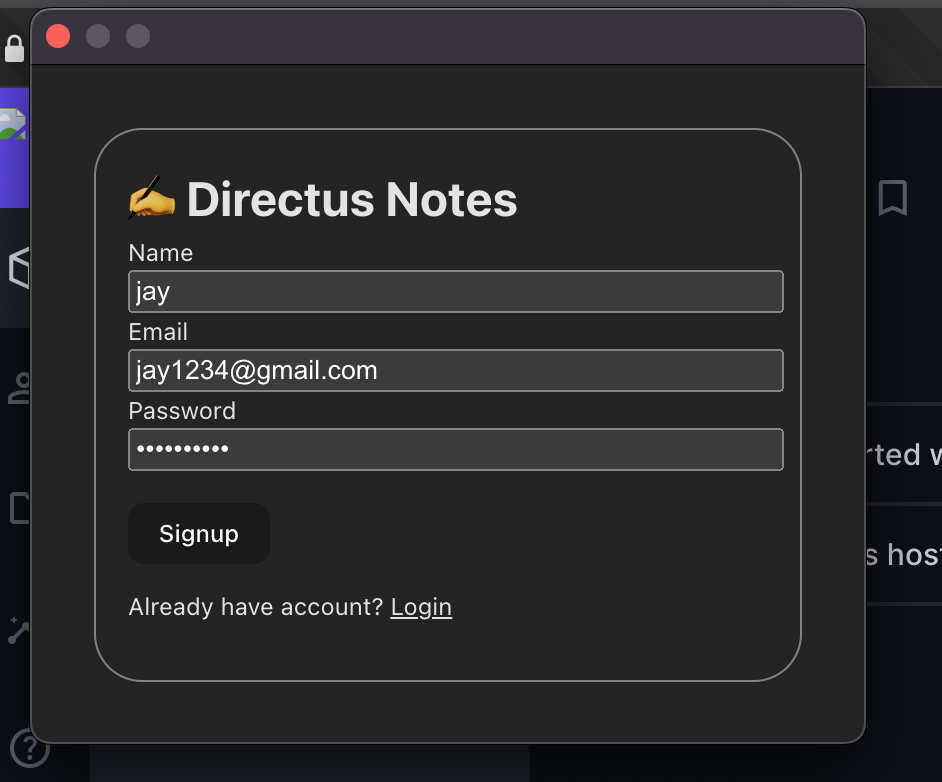 Directus Notes
Name
jay
Email
jay1234@gmail.com
Password
••••••••••
Signup
Already have account? Login
rted w
s host